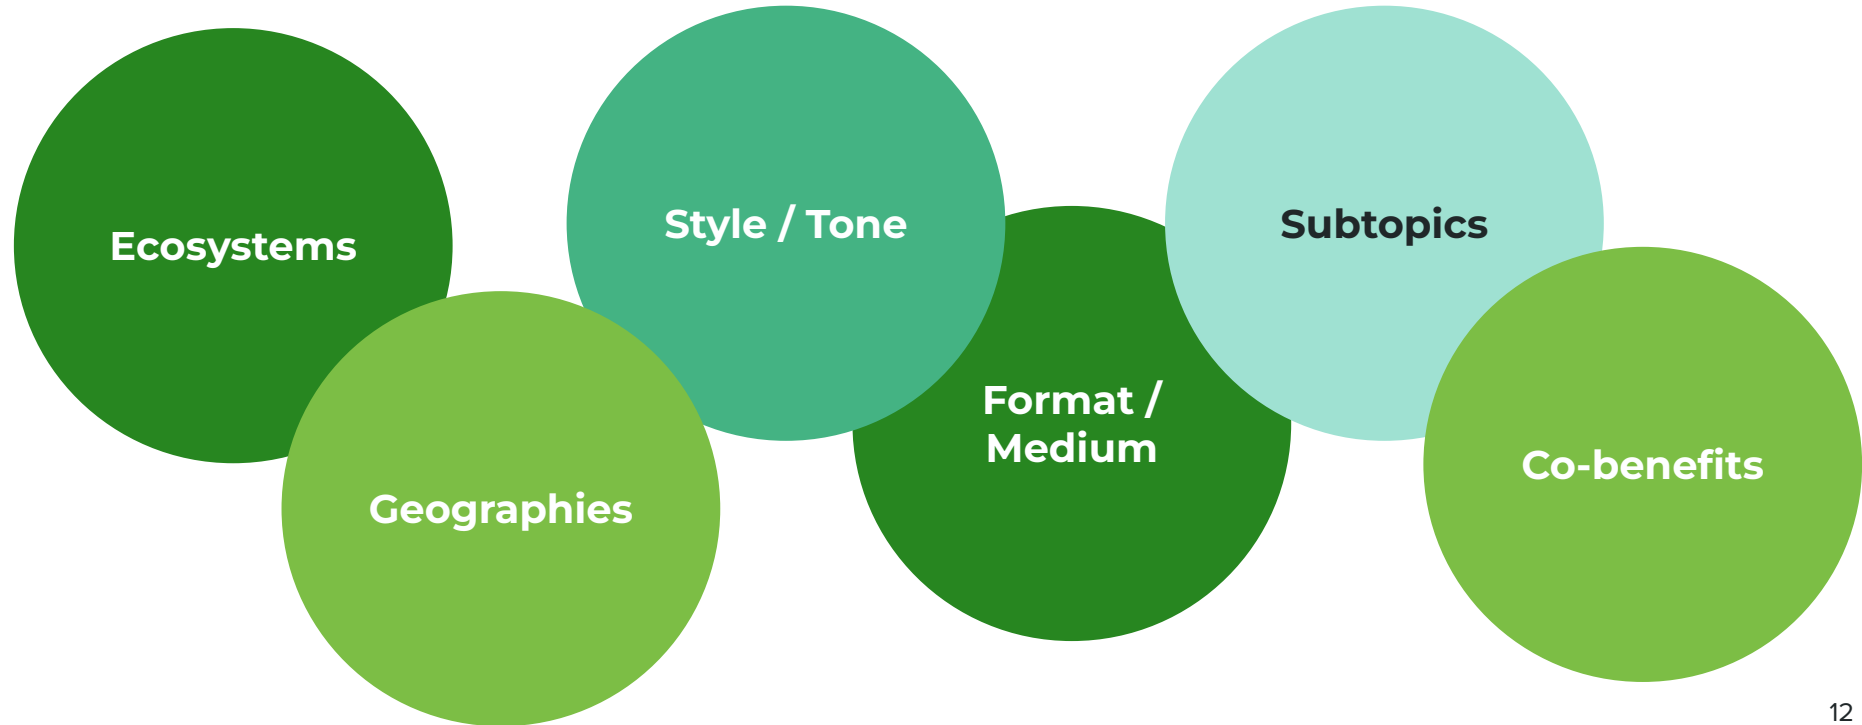 Ecosystems
Geographies
Style / Tone
Format /
Medium
Subtopics
Co-benefits
12